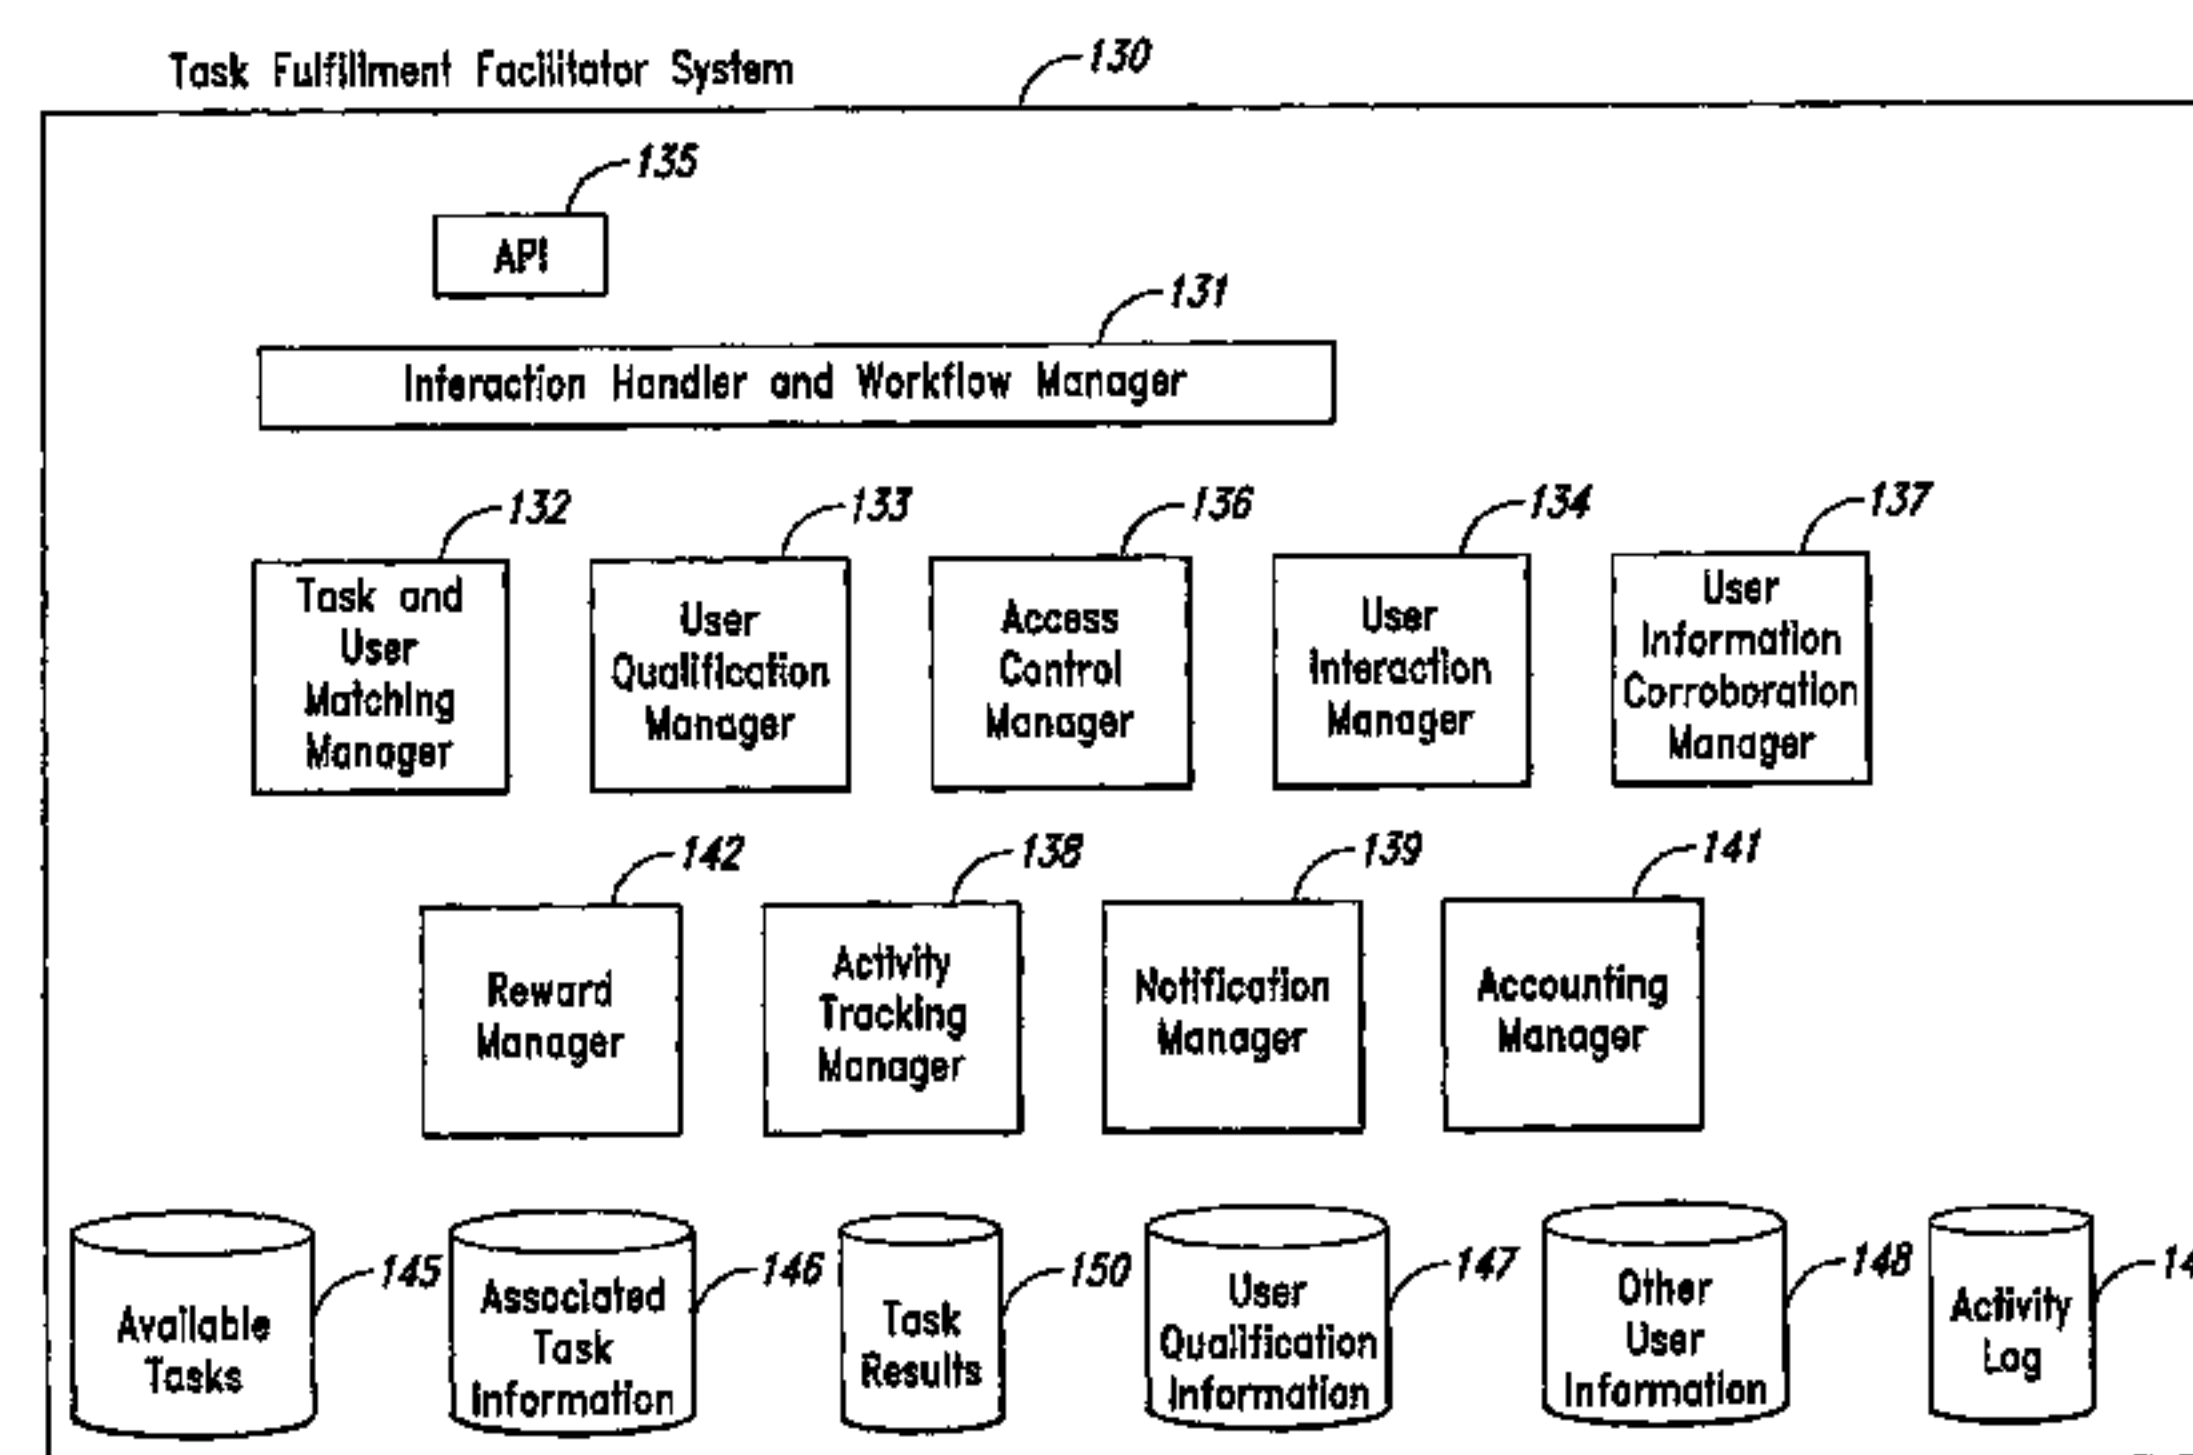 Task Fulfillment Facilitator System
130
135
API
131
Interaction Handler and Workflow Manager
132
133
136
134
137
Task and
User
Matching
Manager
User
Qualification
Manager
Access
Control
Manager
User
Interaction
Manager
User
Information
Corroboration
Manager
142
138
139
141
Reward
Manager
Activity
Tracking
Manager
Notification
Manager
Accounting
Manager
145
146
150
147
148
Available
Tasks
Associated
Task
Information
Task
Results
User
Qualification
Information
Other
User
Information
Activity
Log